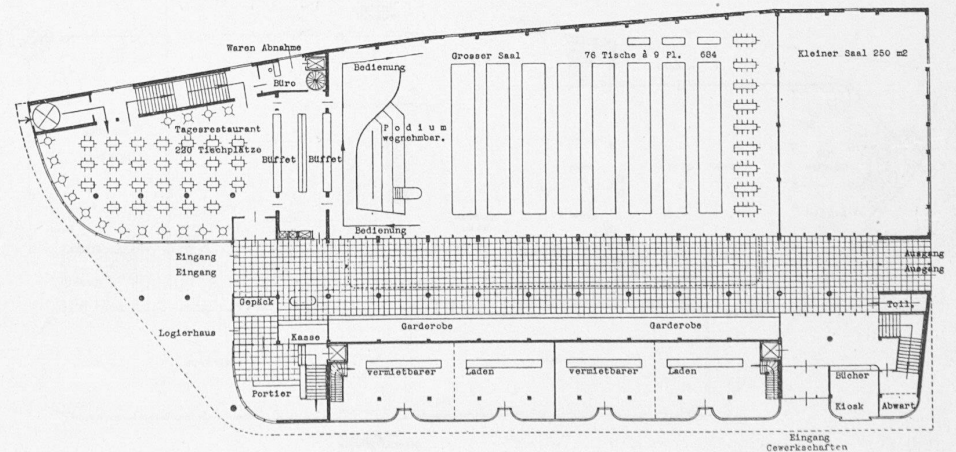 Waren Abnahme
Büro
Bedienung
Grosser Saal
76 Tische à 9 Pl. 684
Kleiner Saal 250 m2
Tagesrestaurant
220 Tischplätze
Büffet
Büffet
Podium
wegnehmbar.
Bedienung
Eingang
Eingang
Ausgang
Ausgang
Gepäck
Toil.
Logierhaus
Kasse
Garderobe
Garderobe
vermietbarer
Laden
vermietbarer
Laden
Portier
Bücher
Kiosk
Abwart
Eingang
Gewerkschaften